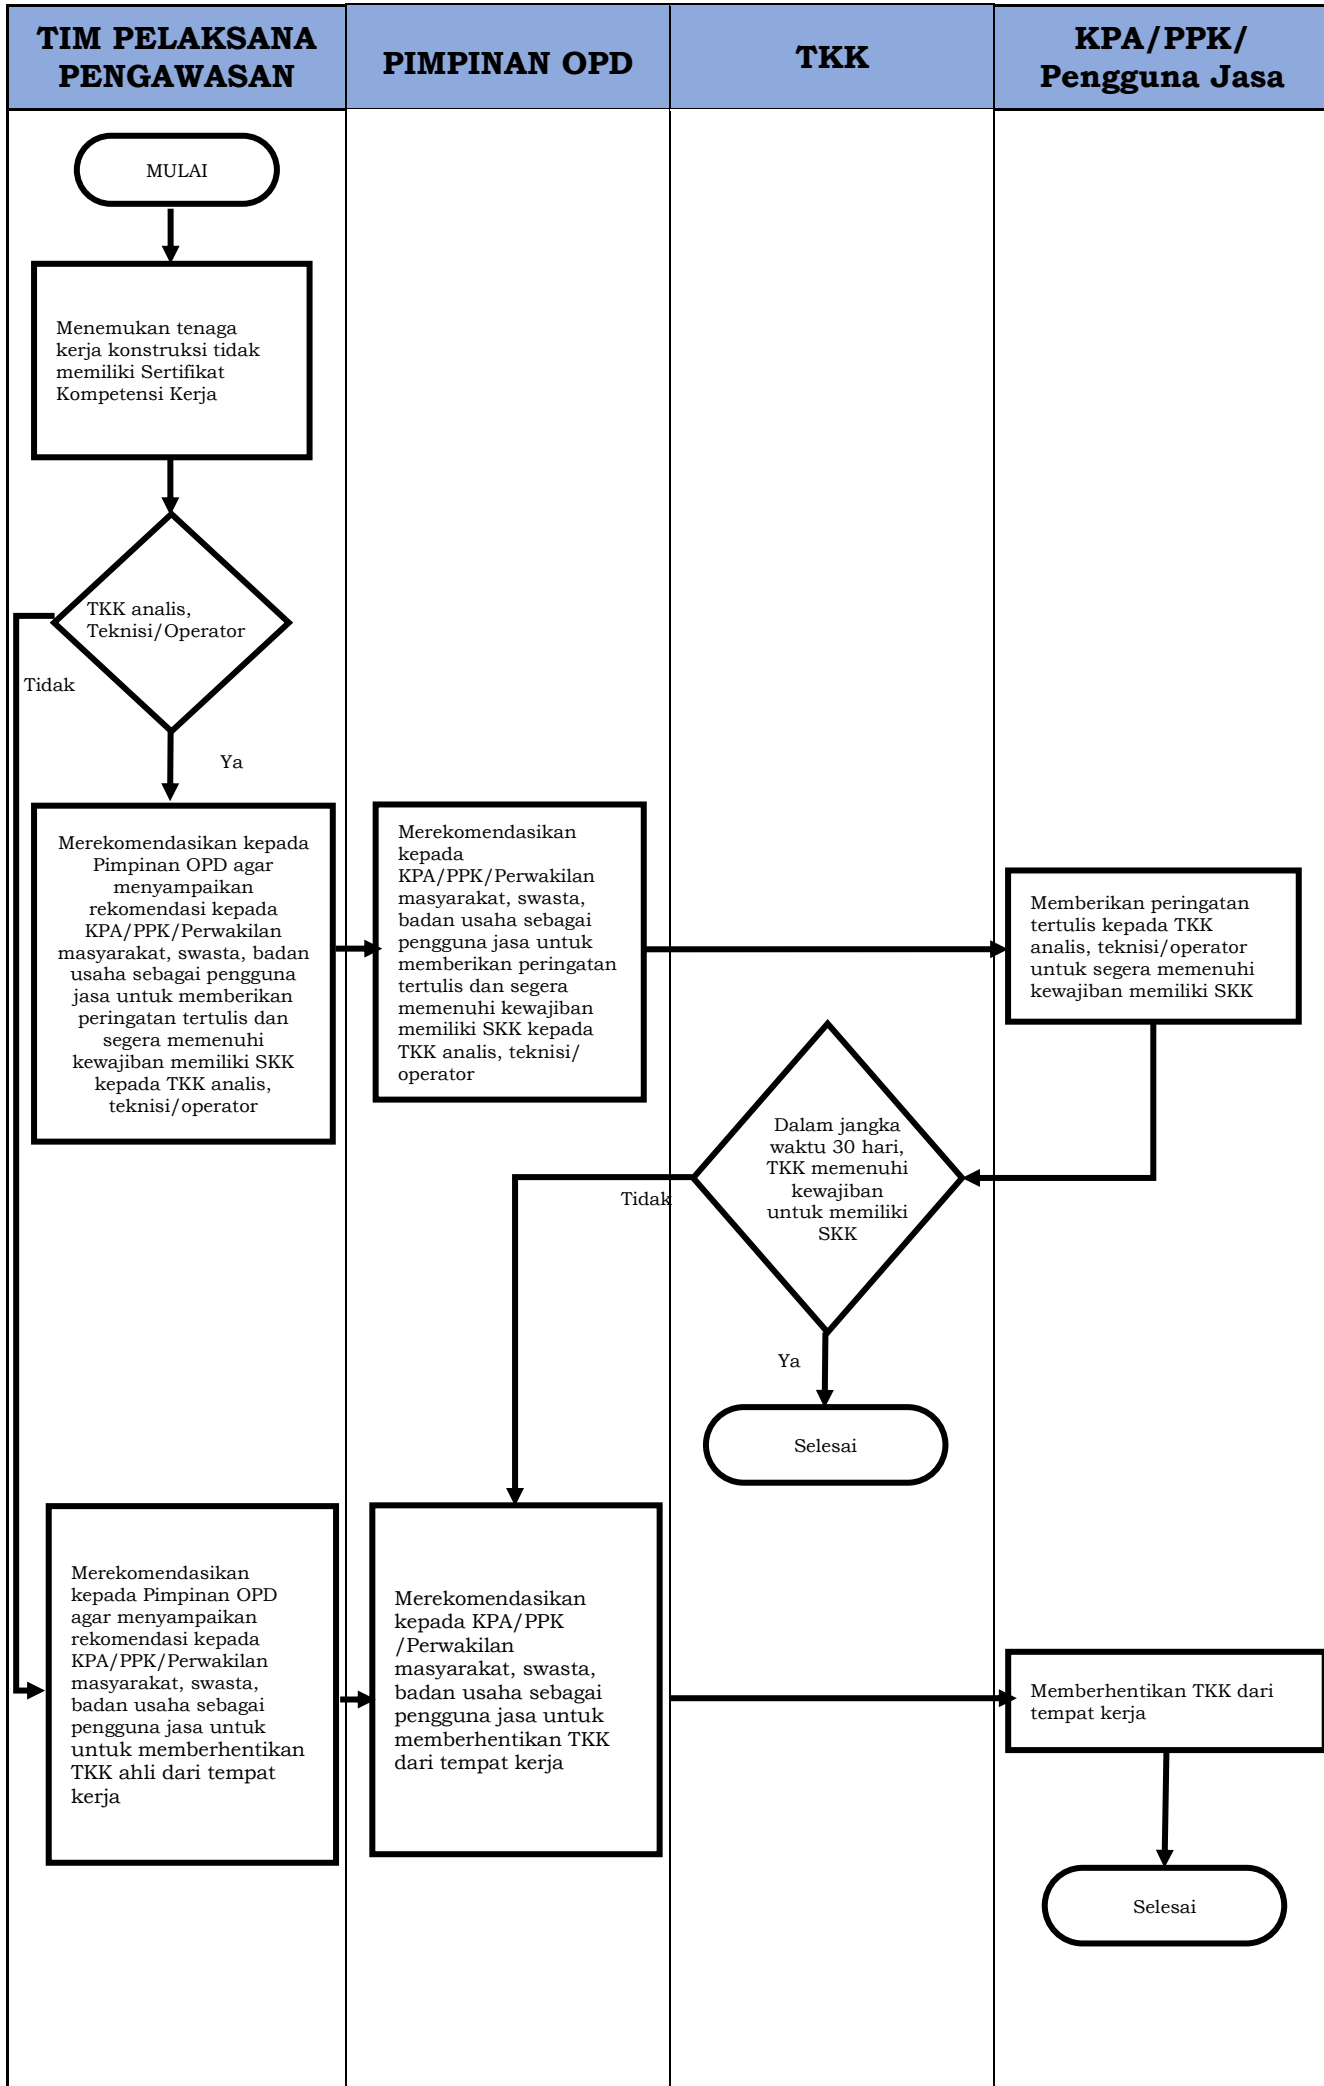 TIM PELAKSANA
PENGAWASAN
PIMPINAN OPD
TKK
KPA/PPK/
Pengguna Jasa
MULAI
Menemukan tenaga
kerja konstruksi tidak
memiliki Sertifikat
Kompetensi Kerja
TKK analis,
Teknisi/Operator
Tidak
Ya
Merekomendasikan kepada
Pimpinan OPD agar
menyampaikan
rekomendasi kepada
KPA/PPK/Perwakilan
masyarakat, swasta, badan
usaha sebagai pengguna
jasa untuk memberikan
peringatan tertulis dan
segera memenuhi
kewajiban memiliki SKK
kepada TKK analis,
teknisi/operator
Merekomendasikan
kepada
KPA/PPK/Perwakilan
masyarakat, swasta,
badan usaha sebagai
pengguna jasa untuk
memberikan peringatan
tertulis dan segera
memenuhi kewajiban
memiliki SKK kepada
TKK analis, teknisi/
operator
Memberikan peringatan
tertulis kepada TKK
analis, teknisi/operator
untuk segera memenuhi
kewajiban memiliki SKK
Dalam jangka
waktu 30 hari,
TKK memenuhi
kewajiban
untuk memiliki
SKK
Tidak
Ya
Selesai
Merekomendasikan
kepada Pimpinan OPD
agar menyampaikan
rekomendasi kepada
KPA/PPK/Perwakilan
masyarakat, swasta,
badan usaha sebagai
pengguna jasa untuk
untuk memberhentikan
TKK ahli dari tempat
kerja
Merekomendasikan
kepada KPA/PPK
/Perwakilan
masyarakat, swasta,
badan usaha sebagai
pengguna jasa untuk
memberhentikan TKK
dari tempat kerja
Memberhentikan TKK dari
tempat kerja
Selesai